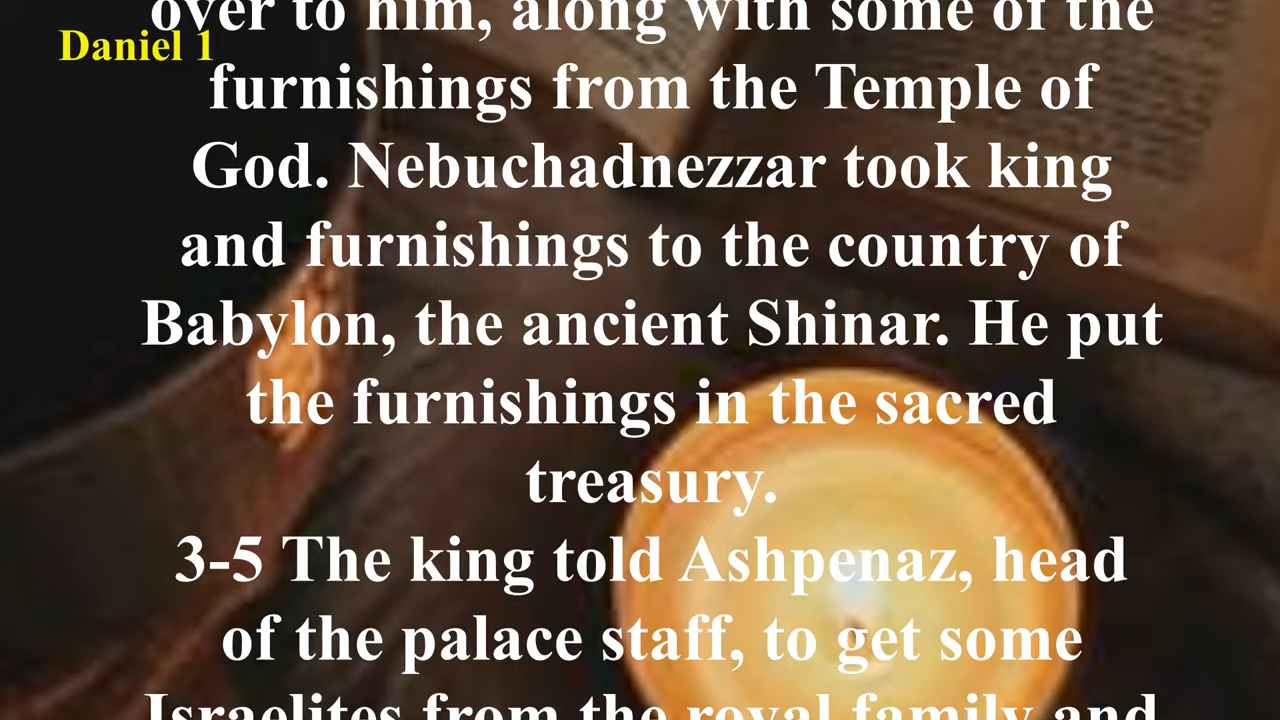 Daniel 1
over to him, along with some of the
furnishings from the Temple of
God. Nebuchadnezzar took king
and furnishings to the country of
Babylon, the ancient Shinar. He put
the furnishings in the sacred
treasury.
3-5 The king told Ashpenaz, head
of the palace staff, to get some
Israelites from the royal family and